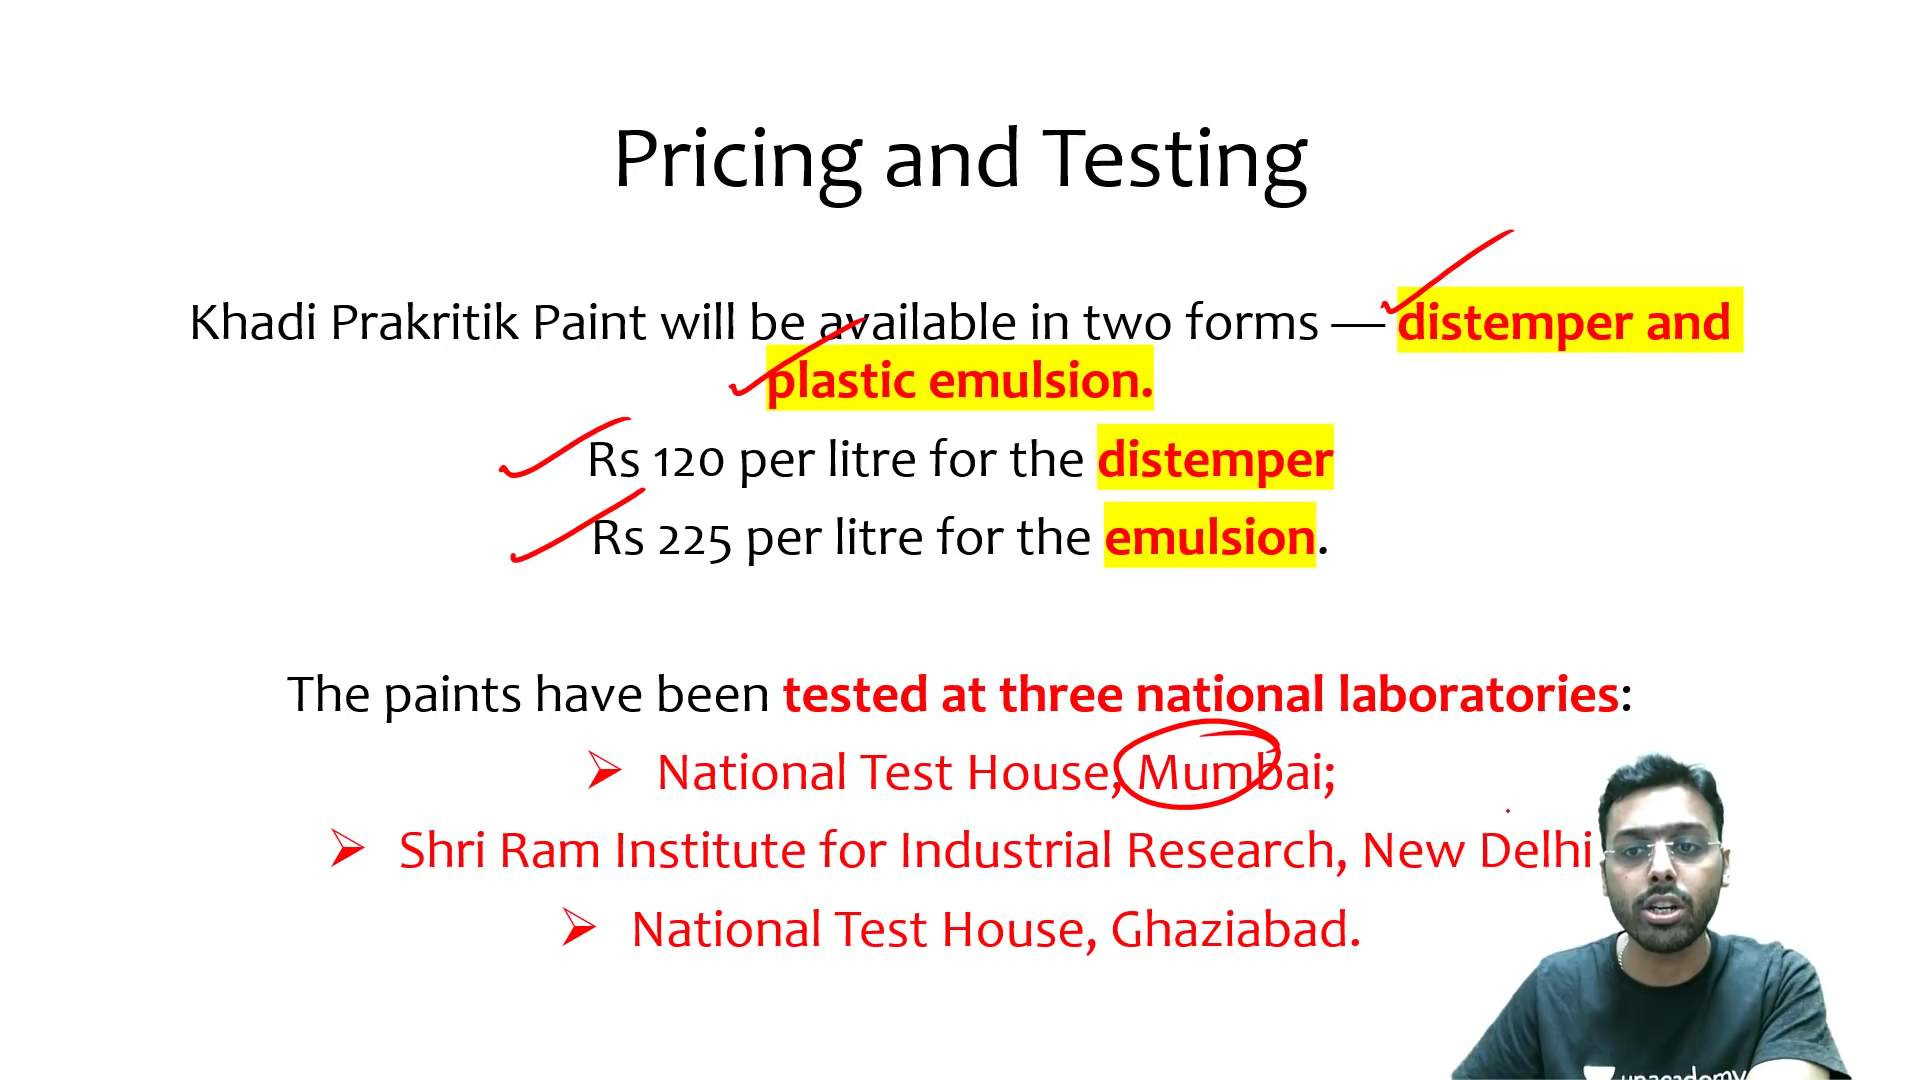 Pricing and Testing
Khadi Prakritik Paint will be available in two forms — distemper and
plastic emulsion.
Rs 120 per litre for the distemper
Rs 225 per litre for the emulsion.
The paints have been tested at three national laboratories:
National Test House, Mumbai;
Shri Ram Institute for Industrial Research, New Delhi
National Test House, Ghaziabad.
unacademy